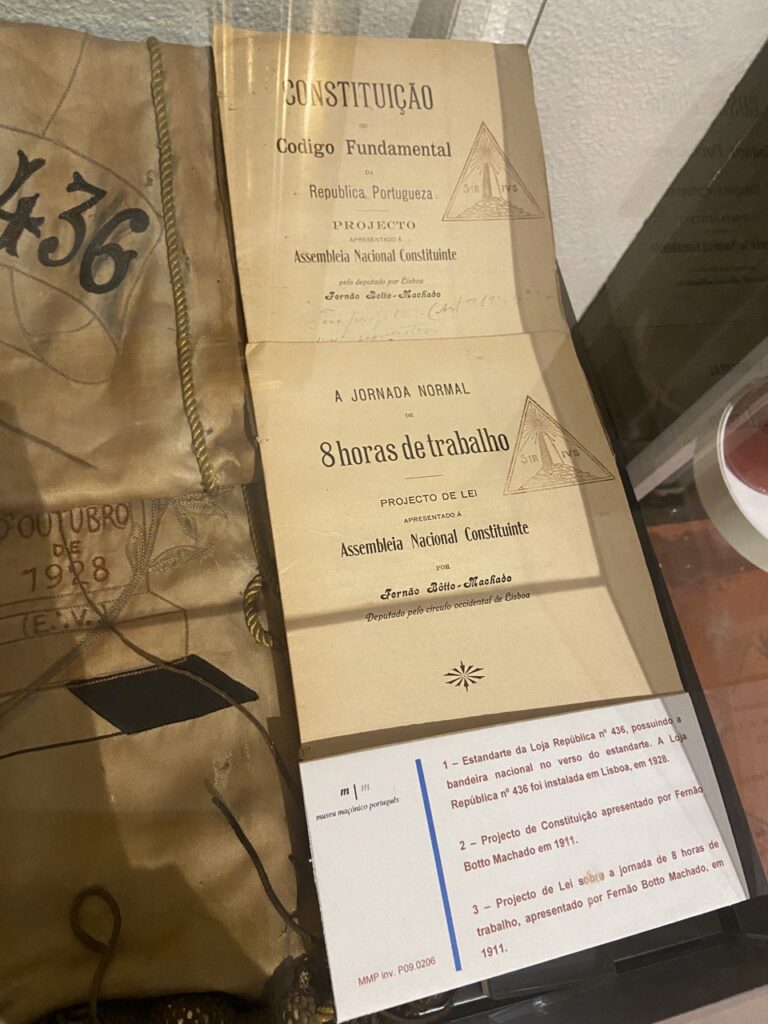 436
D'OUTUBRO
DE
1928
(E.·.V.·.)
CONSTITUIÇÃO
OU
Codigo Fundamental
DA
Republica Portugueza
PROJECTO
APRESENTADO Á
Assembleia Nacional Constituinte
pelo deputado por Lisboa
Fernão Botto-Machado
SIR IVS
A JORNADA NORMAL
DE
8 horas de trabalho
SIR IVS
PROJECTO DE LEI
APRESENTADO Á
Assembleia Nacional Constituinte
POR
Fernão Bôtto-Machado
Deputado pelo circulo occidental de Lisboa
m | m
museu maçónico português
MMP inv. P09.0206
1 – Estandarte da Loja República nº 436, possuindo a
bandeira nacional no verso do estandarte. A Loja
República nº 436 foi instalada em Lisboa, em 1928.
2 – Projecto de Constituição apresentado por Fernão
Botto Machado em 1911.
3 – Projecto de Lei sobre a jornada de 8 horas de
trabalho, apresentado por Fernão Botto Machado, em
1911.